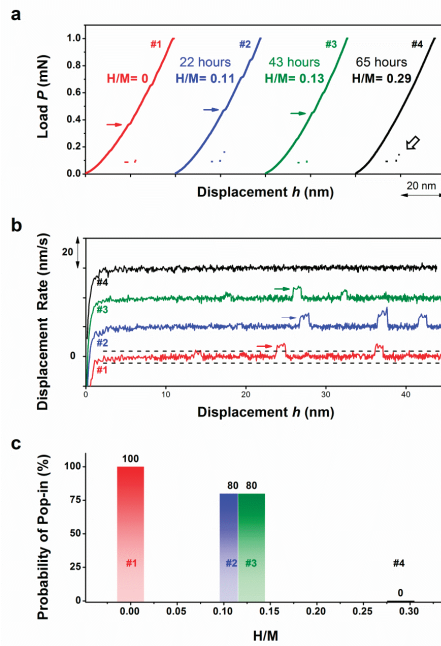 a
#1 #2 #3 #4
22 hours 43 hours 65 hours
H/M= 0 H/M= 0.11 H/M= 0.13 H/M= 0.29
1.0
0.8
0.6
0.4
0.2
0.0
Load P (mN)
Displacement h (nm)
20 nm
b
20
0
Displacement Rate (nm/s)
#4
#3
#2
#1
0 10 20 30 40
Displacement h (nm)
c
Probability of Pop-in (%)
100
75
50
25
0
100
80 80
#1 #2 #3
#4
0
0.00 0.05 0.10 0.15 0.20 0.25 0.30
H/M